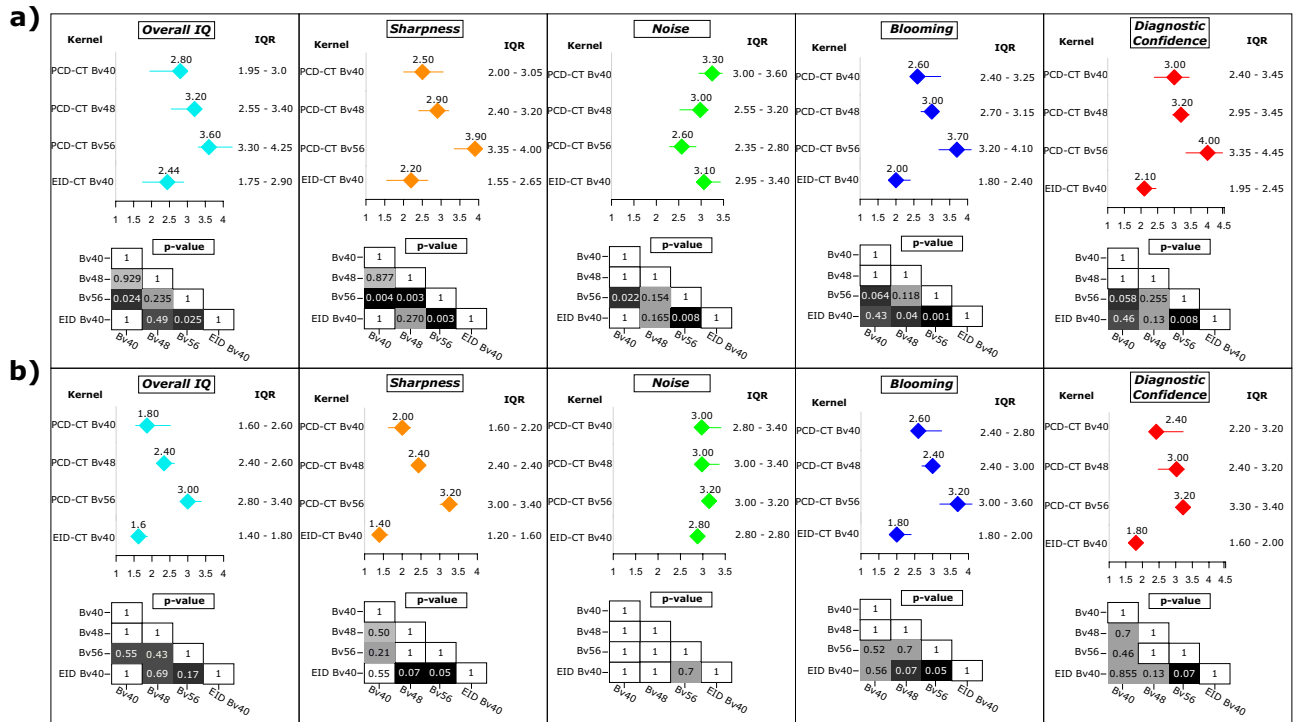 a)
Overall IQ
Kernel IQR
PCD-CT Bv40 2.80 1.95 - 3.0
PCD-CT Bv48 3.20 2.55 - 3.40
PCD-CT Bv56 3.60 3.30 - 4.25
EID-CT Bv40 2.44 1.75 - 2.90
1 1.5 2 2.5 3 3.5 4
p-value
Bv40 1
Bv48 0.929 1
Bv56 0.024 0.235 1
EID Bv40 1 0.49 0.025 1
Bv40 Bv48 Bv56 EID Bv40
Sharpness
Kernel IQR
PCD-CT Bv40 2.50 2.00 - 3.05
PCD-CT Bv48 2.90 2.40 - 3.20
PCD-CT Bv56 3.90 3.35 - 4.00
EID-CT Bv40 2.20 1.55 - 2.65
1 1.5 2 2.5 3 3.5 4
p-value
Bv40 1
Bv48 0.877 1
Bv56 0.004 0.003 1
EID Bv40 1 0.270 0.003 1
Bv40 Bv48 Bv56 EID Bv40
Noise
Kernel IQR
PCD-CT Bv40 3.30 3.00 - 3.60
PCD-CT Bv48 3.00 2.55 - 3.20
PCD-CT Bv56 2.60 2.35 - 2.80
EID-CT Bv40 3.10 2.95 - 3.40
1 1.5 2 2.5 3 3.5
p-value
Bv40 1
Bv48 1 1
Bv56 0.022 0.154 1
EID Bv40 1 0.165 0.008 1
Bv40 Bv48 Bv56 EID Bv40
Blooming
Kernel IQR
PCD-CT Bv40 2.60 2.40 - 3.25
PCD-CT Bv48 3.00 2.70 - 3.15
PCD-CT Bv56 3.70 3.20 - 4.10
EID-CT Bv40 2.00 1.80 - 2.40
1 1.5 2 2.5 3 3.5 4
p-value
Bv40 1
Bv48 1 1
Bv56 0.064 0.118 1
EID Bv40 0.43 0.04 0.001 1
Bv40 Bv48 Bv56 EID Bv40
Diagnostic
Confidence
Kernel IQR
PCD-CT Bv40 3.00 2.40 - 3.45
PCD-CT Bv48 3.20 2.95 - 3.45
PCD-CT Bv56 4.00 3.35 - 4.45
EID-CT Bv40 2.10 1.95 - 2.45
1 1.5 2 2.5 3 3.5 4 4.5
p-value
Bv40 1
Bv48 1 1
Bv56 0.058 0.255 1
EID Bv40 0.46 0.13 0.008 1
Bv40 Bv48 Bv56 EID Bv40
b)
Overall IQ
Kernel IQR
PCD-CT Bv40 1.80 1.60 - 2.60
PCD-CT Bv48 2.40 2.40 - 2.60
PCD-CT Bv56 3.00 2.80 - 3.40
EID-CT Bv40 1.6 1.40 - 1.80
1 1.5 2 2.5 3 3.5 4
p-value
Bv40 1
Bv48 1 1
Bv56 0.55 0.43 1
EID Bv40 1 0.69 0.17 1
Bv40 Bv48 Bv56 EID Bv40
Sharpness
Kernel IQR
PCD-CT Bv40 2.00 1.60 - 2.20
PCD-CT Bv48 2.40 2.40 - 2.40
PCD-CT Bv56 3.20 3.00 - 3.40
EID-CT Bv40 1.40 1.20 - 1.60
1 1.5 2 2.5 3 3.5 4
p-value
Bv40 1
Bv48 0.50 1
Bv56 0.21 1 1
EID Bv40 0.55 0.07 0.05 1
Bv40 Bv48 Bv56 EID Bv40
Noise
Kernel IQR
PCD-CT Bv40 3.00 2.80 - 3.40
PCD-CT Bv48 3.00 3.00 - 3.40
PCD-CT Bv56 3.20 3.00 - 3.20
EID-CT Bv40 2.80 2.80 - 2.80
1 1.5 2 2.5 3 3.5
p-value
Bv40 1
Bv48 1 1
Bv56 1 1 1
EID Bv40 1 1 0.7 1
Bv40 Bv48 Bv56 EID Bv40
Blooming
Kernel IQR
PCD-CT Bv40 2.60 2.40 - 2.80
PCD-CT Bv48 2.40 2.40 - 3.00
PCD-CT Bv56 3.20 3.00 - 3.60
EID-CT Bv40 1.80 1.80 - 2.00
1 1.5 2 2.5 3 3.5 4
p-value
Bv40 1
Bv48 1 1
Bv56 0.52 0.7 1
EID Bv40 0.56 0.07 0.05 1
Bv40 Bv48 Bv56 EID Bv40
Diagnostic
Confidence
Kernel IQR
PCD-CT Bv40 2.40 2.20 - 3.20
PCD-CT Bv48 3.00 2.40 - 3.20
PCD-CT Bv56 3.20 3.30 - 3.40
EID-CT Bv40 1.80 1.60 - 2.00
1 1.5 2 2.5 3 3.5 4 4.5
p-value
Bv40 1
Bv48 0.7 1
Bv56 0.46 1 1
EID Bv40 0.855 0.13 0.07 1
Bv40 Bv48 Bv56 EID Bv40